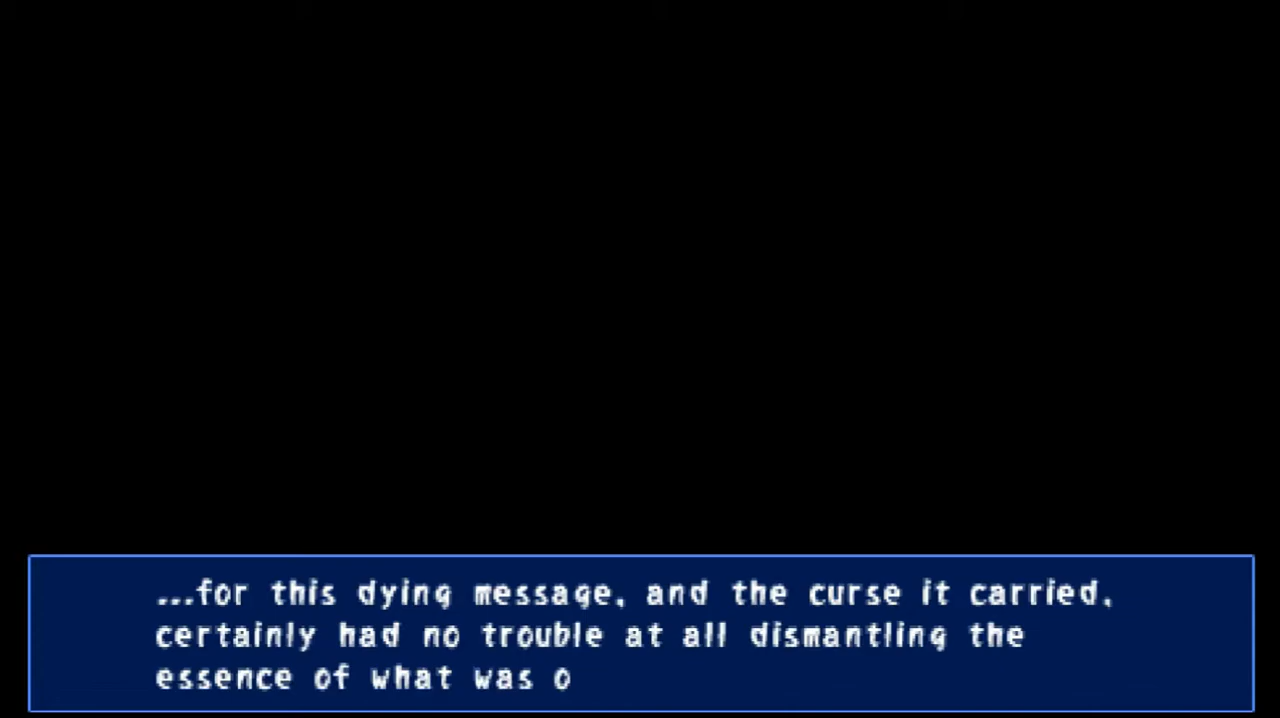 ...for this dying message, and the curse it carried,
certainly had no trouble at all dismantling the
essence of what was o